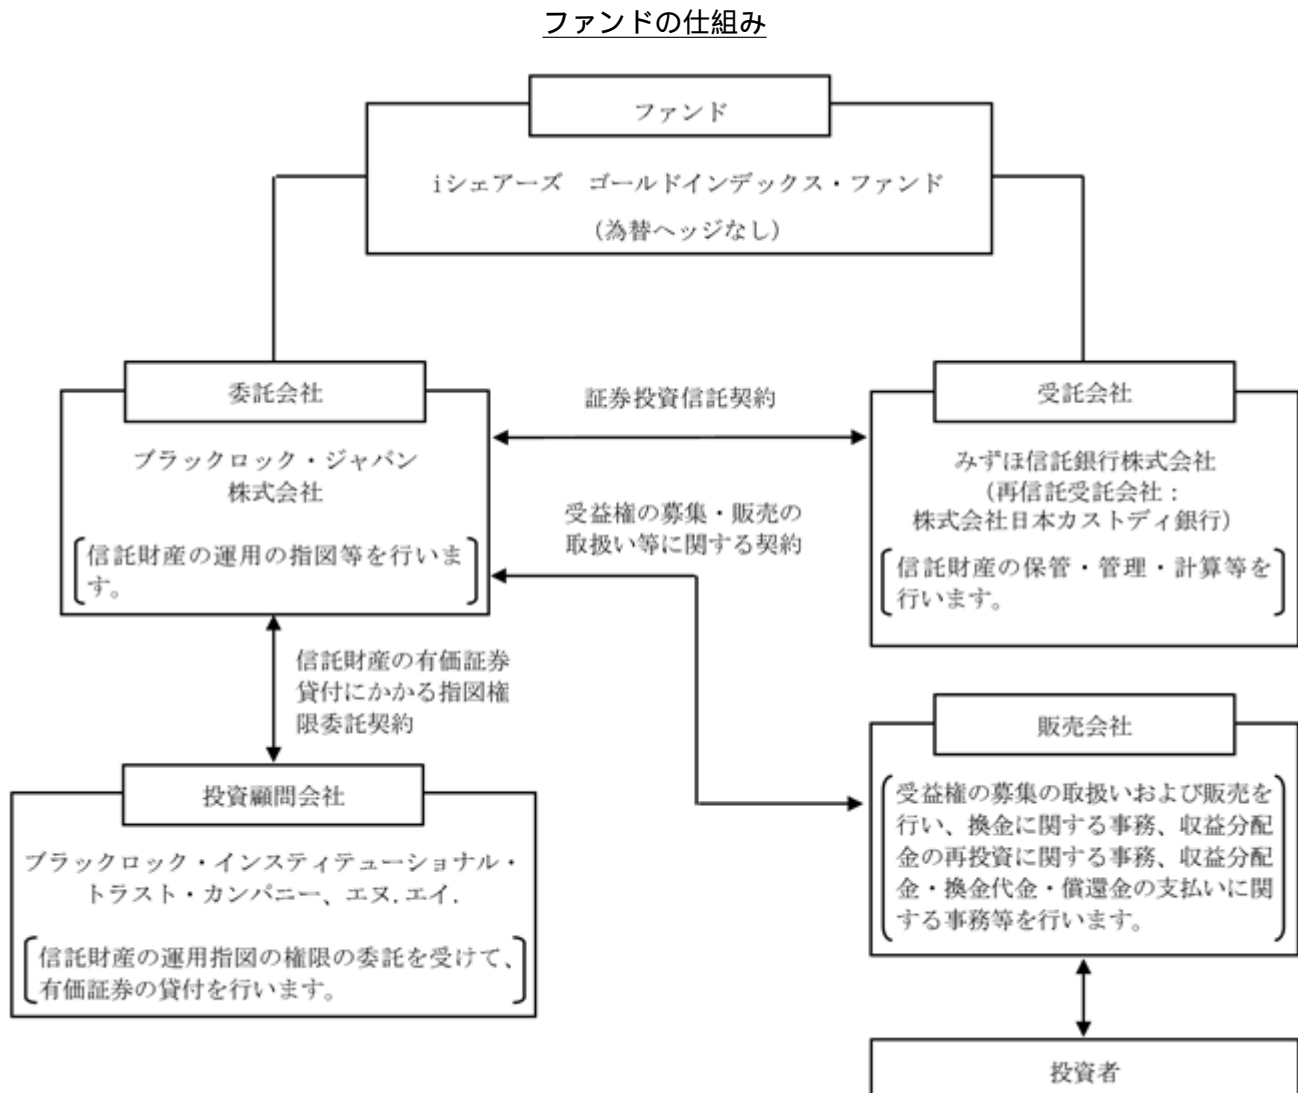 ファンドの仕組み
ファンド
iシェアーズ　ゴールドインデックス・ファンド
（為替ヘッジなし）
委託会社
ブラックロック・ジャパン
株式会社
信託財産の運用の指図等を行いま
す。
証券投資信託契約
受益権の募集・販売の
取扱い等に関する契約
受託会社
みずほ信託銀行株式会社
（再信託受託会社：
株式会社日本カストディ銀行）
信託財産の保管・管理・計算等を
行います。
信託財産の有価証券
貸付にかかる指図権
限委託契約
投資顧問会社
ブラックロック・インスティテューショナル・
トラスト・カンパニー、エヌ.エイ.
信託財産の運用指図の権限の委託を受けて、
有価証券の貸付を行います。
販売会社
受益権の募集の取扱いおよび販売を
行い、換金に関する事務、収益分配
金の再投資に関する事務、収益分配
金・換金代金・償還金の支払いに関
する事務等を行います。
投資者